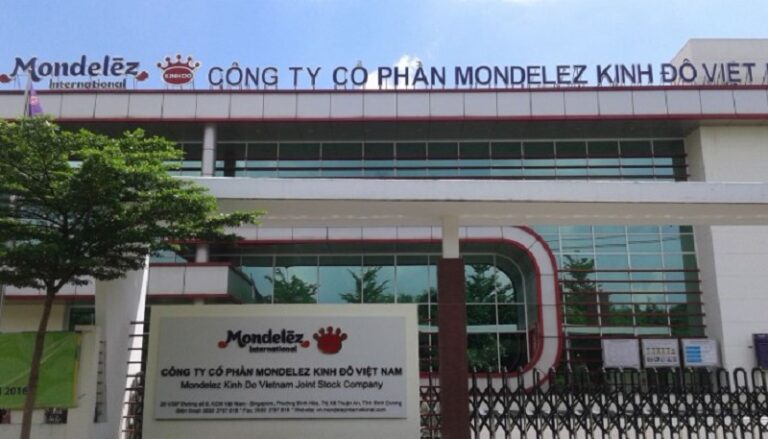 Mondelēz
International
KINH DO
CÔNG TY CỔ PHẦN MONDELEZ KINH ĐÔ VIỆT
Mondelēz
International
CÔNG TY CỔ PHẦN MONDELEZ KINH ĐÔ VIỆT NAM
Mondelez Kinh Do Vietnam Joint Stock Company
2016